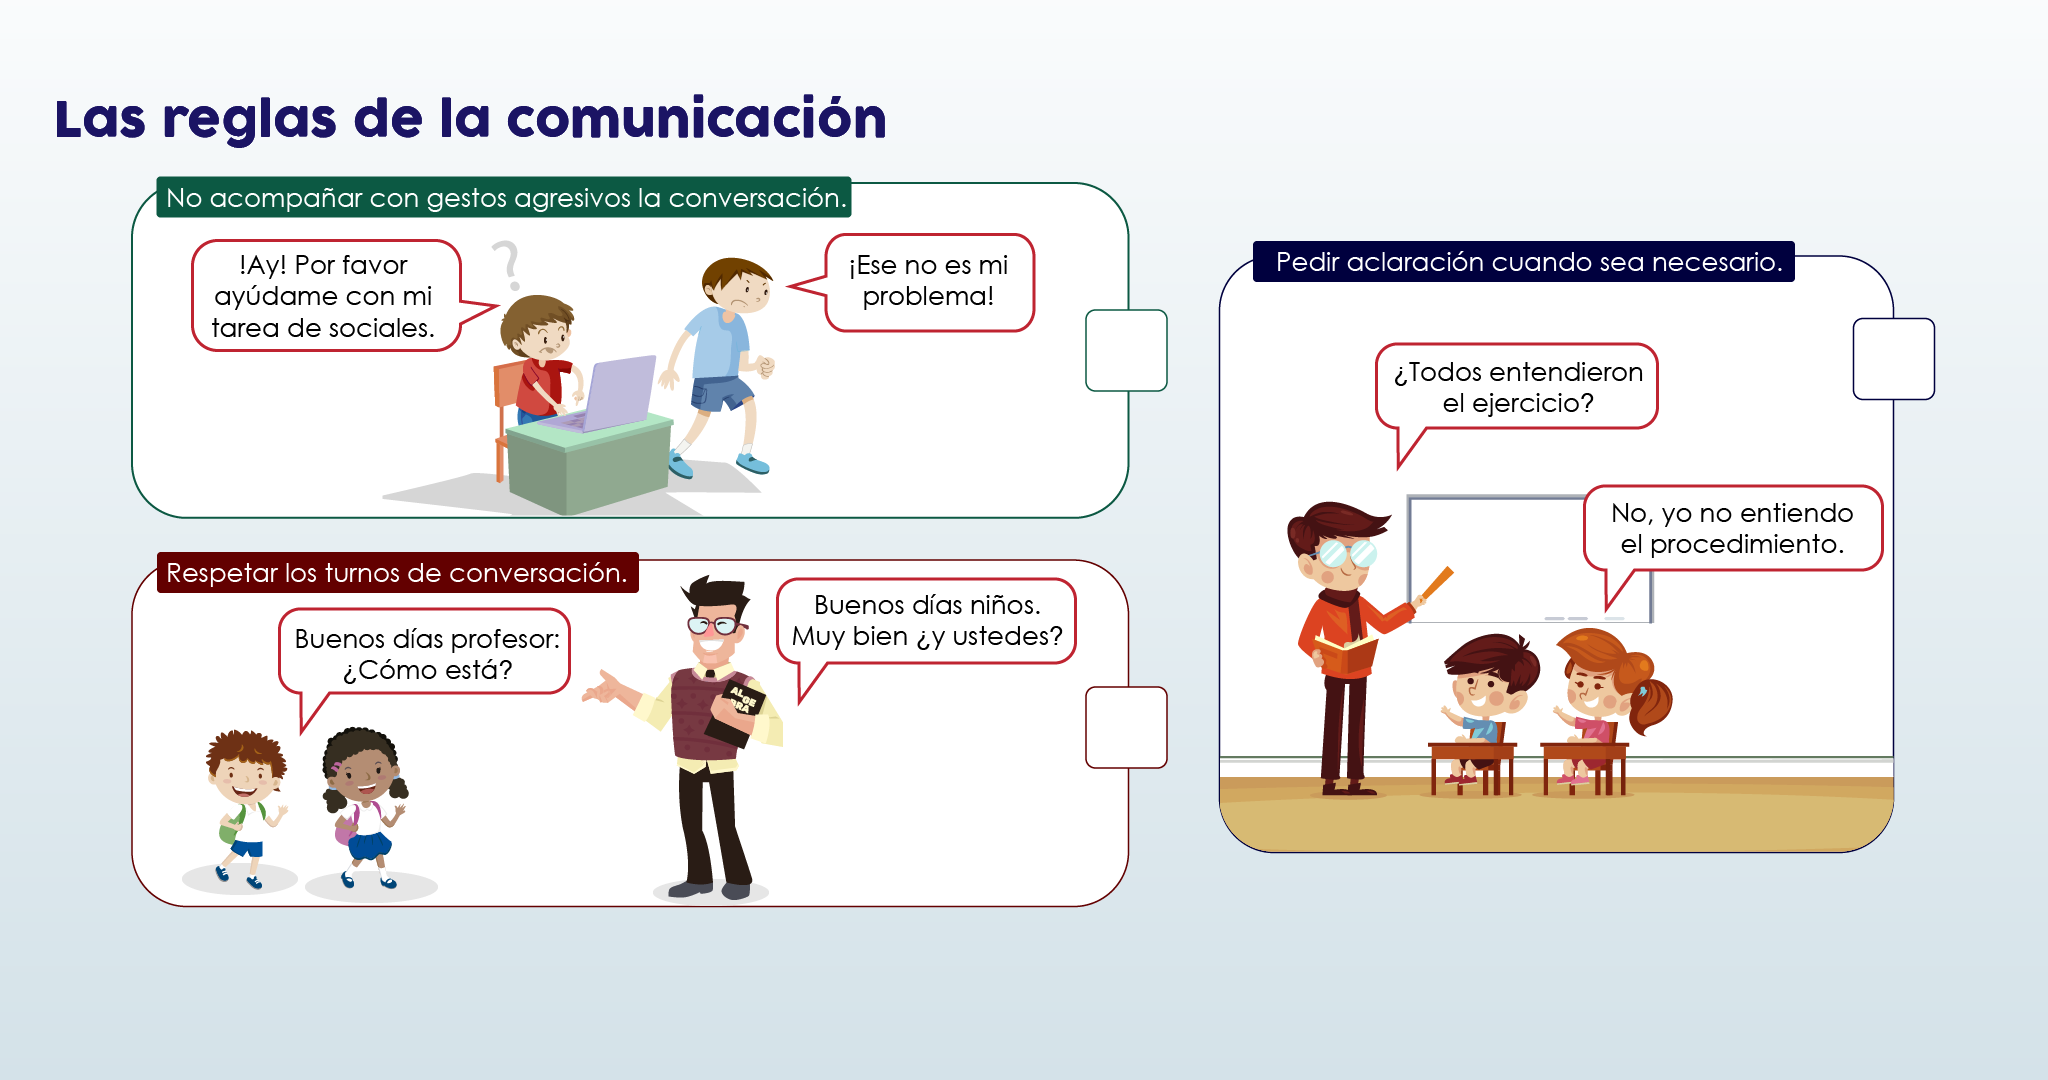 Las reglas de la comunicación
No acompañar con gestos agresivos la conversación.
!Ay! Por favor
ayúdame con mi
tarea de sociales.
?
¡Ese no es mi
problema!
Respetar los turnos de conversación.
Buenos días profesor:
¿Cómo está?
Buenos días niños.
Muy bien ¿y ustedes?
ALGE
BRA
Pedir aclaración cuando sea necesario.
¿Todos entendieron
el ejercicio?
No, yo no entiendo
el procedimiento.